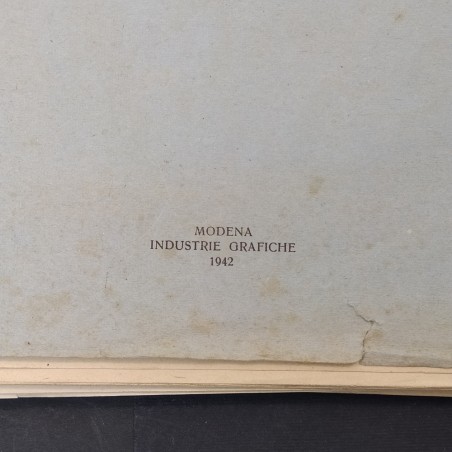 MODENA
INDUSTRIE GRAFICHE
1942